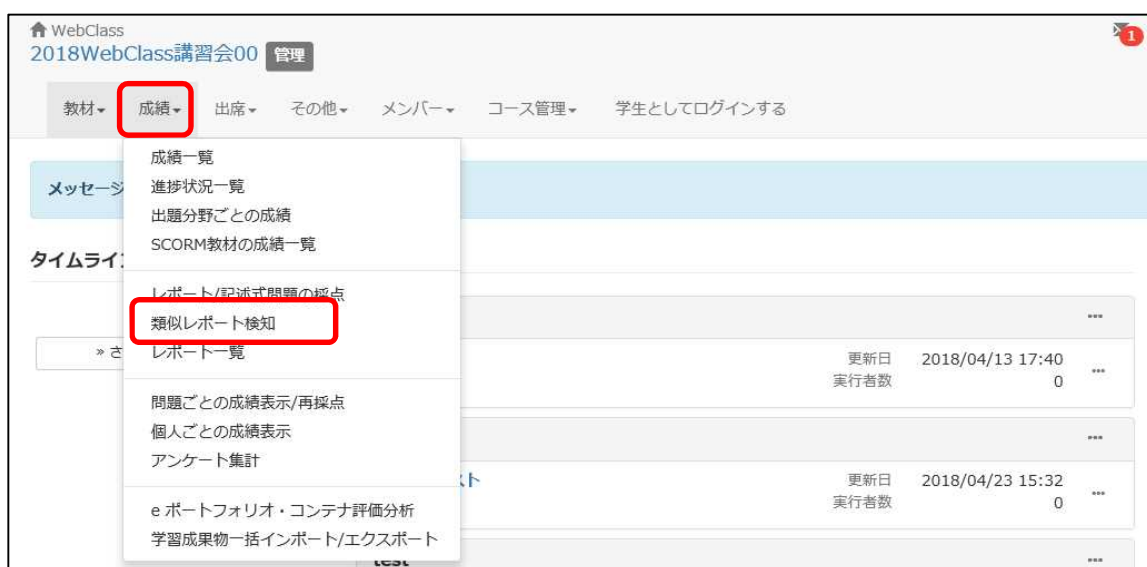 WebClass
2018WebClass講習会00 管理
1
教材 成績 出席 その他 メンバー コース管理 学生としてログインする
成績一覧
メッセージ 進捗状況一覧
出題分野ごとの成績
SCORM教材の成績一覧
タイムライ
レポート/記述式問題の採点
類似レポート検知
» さ レポート一覧
更新日 2018/04/13 17:40
実行者数 0
問題ごとの成績表示/再採点
個人ごとの成績表示
アンケート集計
スト 更新日 2018/04/23 15:32
実行者数 0
e ポートフォリオ・コンテナ評価分析
学習成果物一括インポート/エクスポート
test